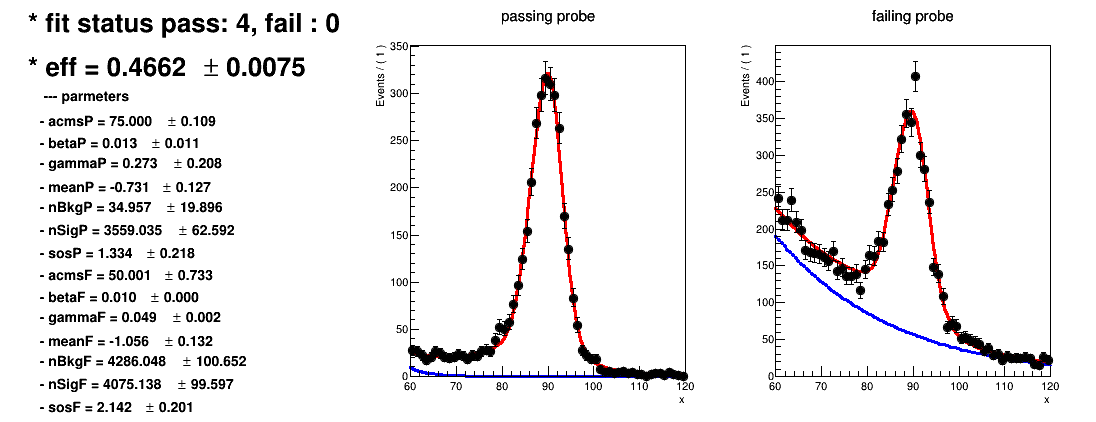 * fit status pass: 4, fail : 0
* eff = 0.4662 ± 0.0075
--- parmeters
- acmsP = 75.000 ± 0.109
- betaP = 0.013 ± 0.011
- gammaP = 0.273 ± 0.208
- meanP = -0.731 ± 0.127
- nBkgP = 34.957 ± 19.896
- nSigP = 3559.035 ± 62.592
- sosP = 1.334 ± 0.218
- acmsF = 50.001 ± 0.733
- betaF = 0.010 ± 0.000
- gammaF = 0.049 ± 0.002
- meanF = -1.056 ± 0.132
- nBkgF = 4286.048 ± 100.652
- nSigF = 4075.138 ± 99.597
- sosF = 2.142 ± 0.201
passing probe
Events / ( 1 )
350
300
250
200
150
100
50
0
60 70 80 90 100 110 120
x
failing probe
Events / ( 1 )
400
350
300
250
200
150
100
50
0
60 70 80 90 100 110 120
x